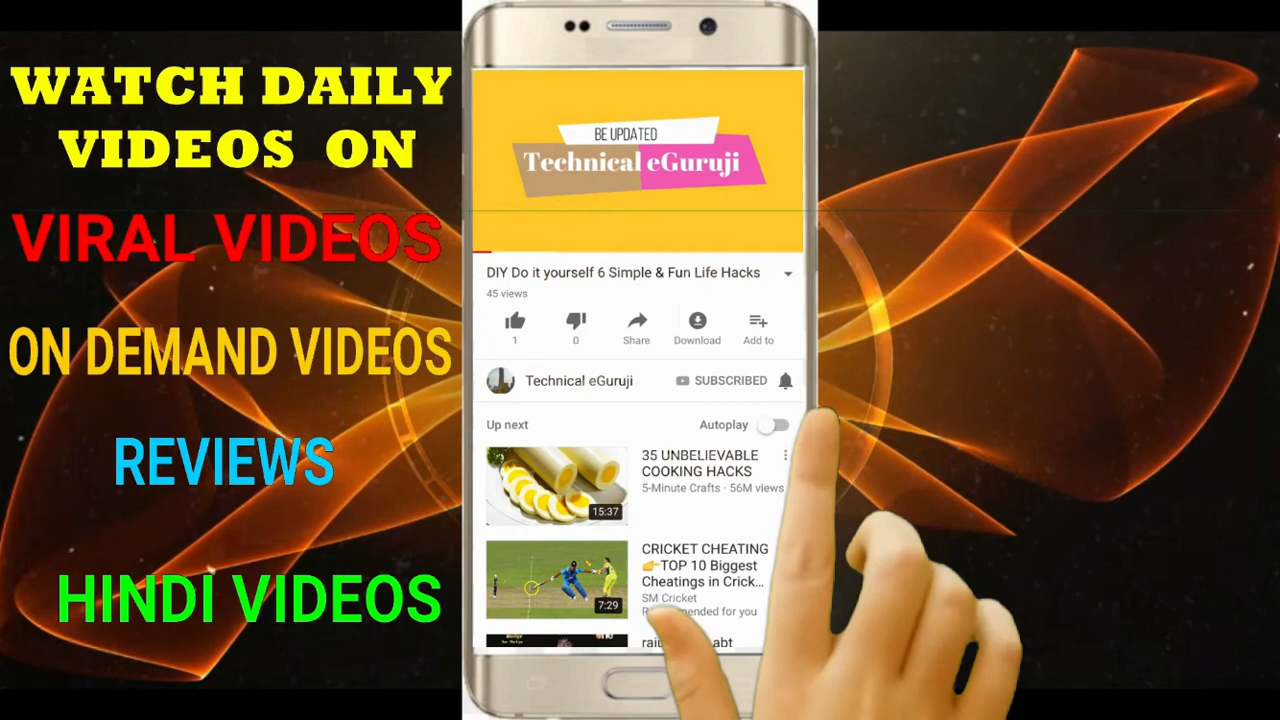 WATCH DAILY
VIDEOS ON
VIRAL VIDEOS
ON DEMAND VIDEOS
REVIEWS
HINDI VIDEOS
BE UPDATED
Technical eGuruji
DIY Do it yourself 6 Simple & Fun Life Hacks
45 views
1
0
Share
Download
Add to
Technical eGuruji
SUBSCRIBED
Up next
Autoplay
35 UNBELIEVABLE
COOKING HACKS
5-Minute Crafts · 56M views
15:37
CRICKET CHEATING
👉TOP 10 Biggest
Cheatings in Crick...
SM Cricket
for you
7:29